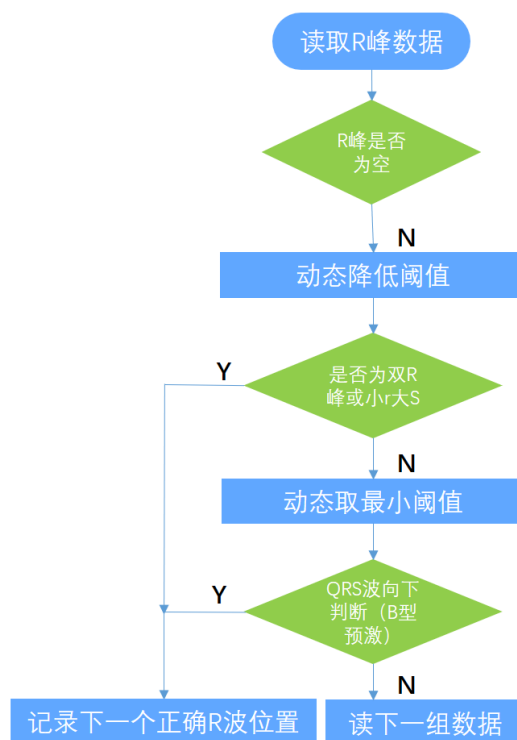 读取R峰数据
R峰是否
为空
N
动态降低阈值
Y
是否为双R
峰或小r大S
N
动态取最小阈值
Y
QRS波向下
判断（B型
预激）
N
记录下一个正确R波位置
读下一组数据